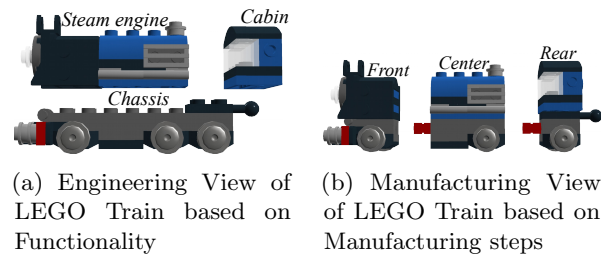 Steam engine
Cabin
Chassis
Front
Center
Rear
(a) Engineering View of
LEGO Train based on
Functionality
(b) Manufacturing View
of LEGO Train based on
Manufacturing steps